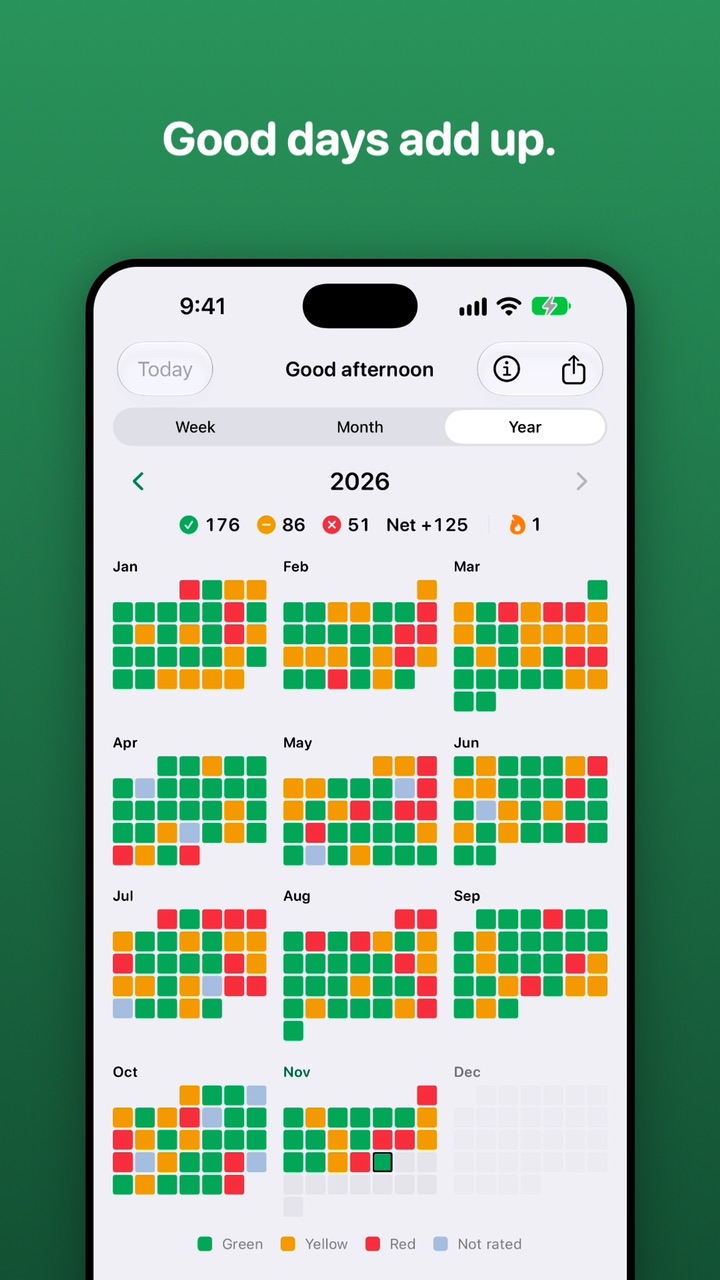 Good days add up.
9:41
Today
Good afternoon
Week Month Year
2026
176 86 51 Net +125 1
Jan Feb Mar
Apr May Jun
Jul Aug Sep
Oct Nov Dec
Green Yellow Red Not rated